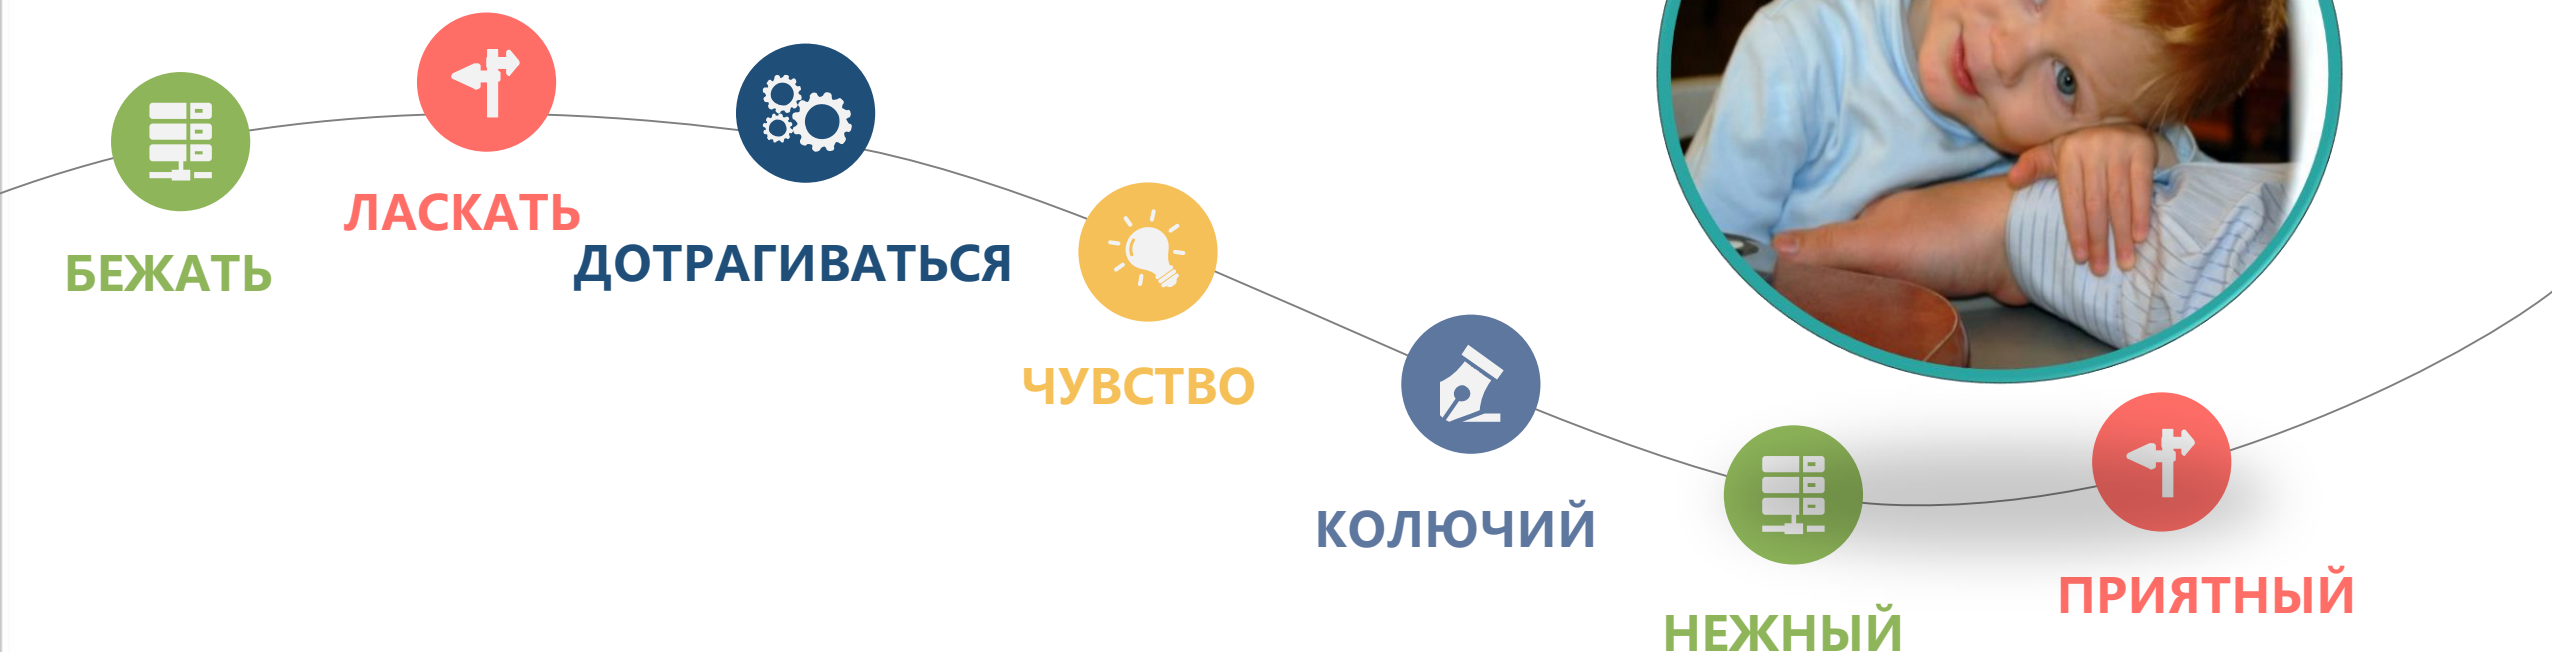 БЕЖАТЬ
ЛАСКАТЬ
ДОТРАГИВАТЬСЯ
ЧУВСТВО
КОЛЮЧИЙ
НЕЖНЫЙ
ПРИЯТНЫЙ